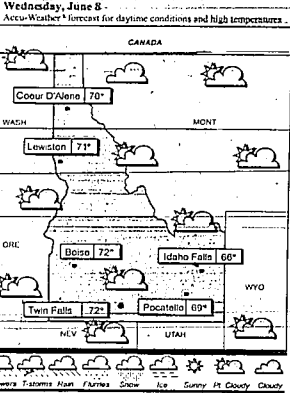 Wednesday, June 8
Accu-Weather forecast for daytime conditions and high temperatures
CANADA
Coeur D'Alene 70°
WASH
MONT
Lewiston 71°
ORE
Boise 72°
Idaho Falls 66°
WYO
Twin Falls 72°
Pocatello 69°
NEV
UTAH
wers T-storms Rain Flurries Snow Ice Sunny Pt. Cloudy Cloudy